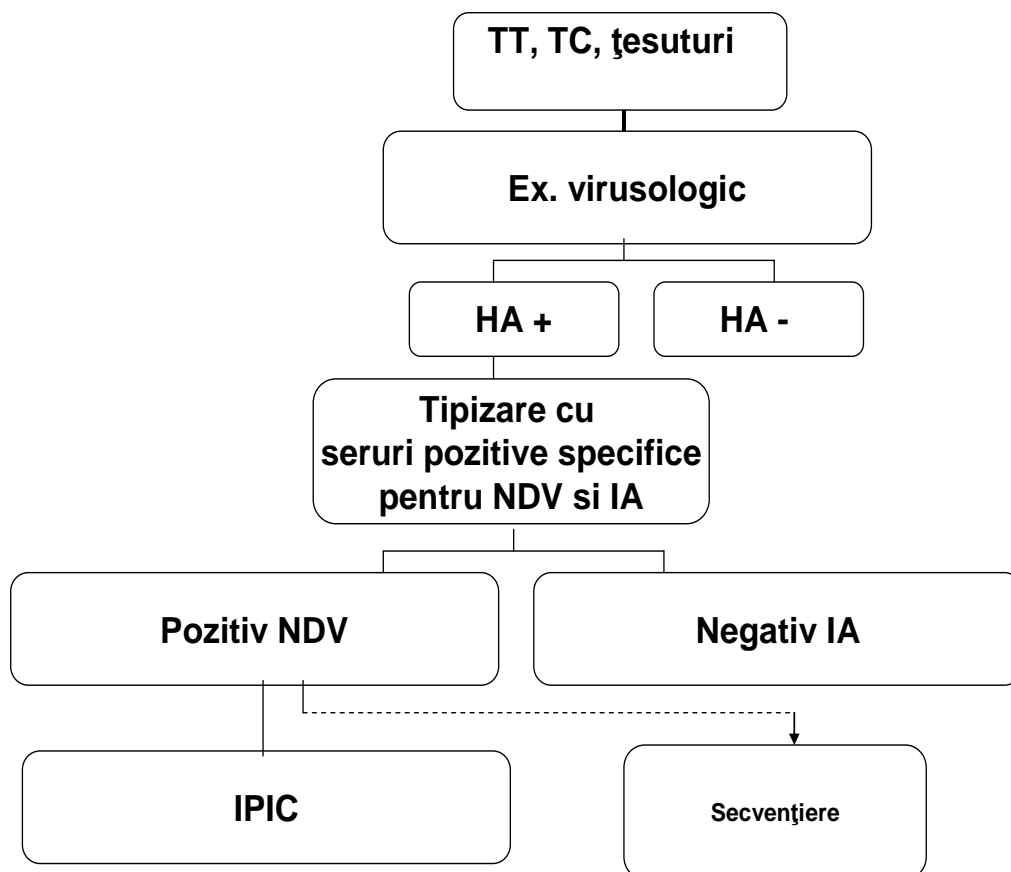 TT, TC, ţesuturi
Ex. virusologic
HA +
HA -
Tipizare cu
seruri pozitive specifice
pentru NDV si IA
Pozitiv NDV
Negativ IA
IPIC
Secvenţiere